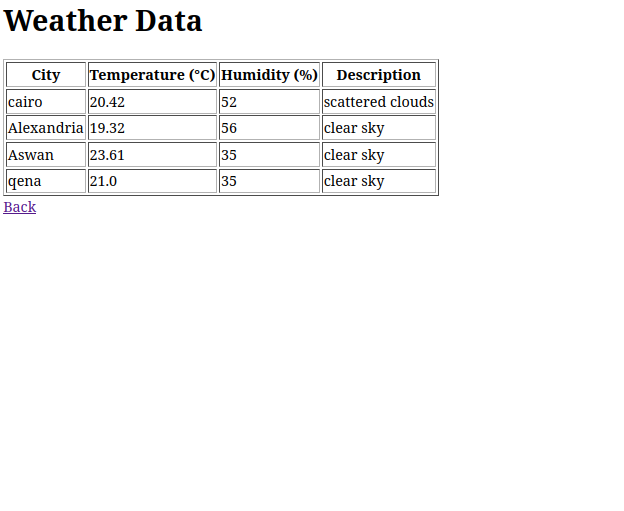 Weather Data
City Temperature (°C) Humidity (%) Description
cairo 20.42 52 scattered clouds
Alexandria 19.32 56 clear sky
Aswan 23.61 35 clear sky
qena 21.0 35 clear sky
Back